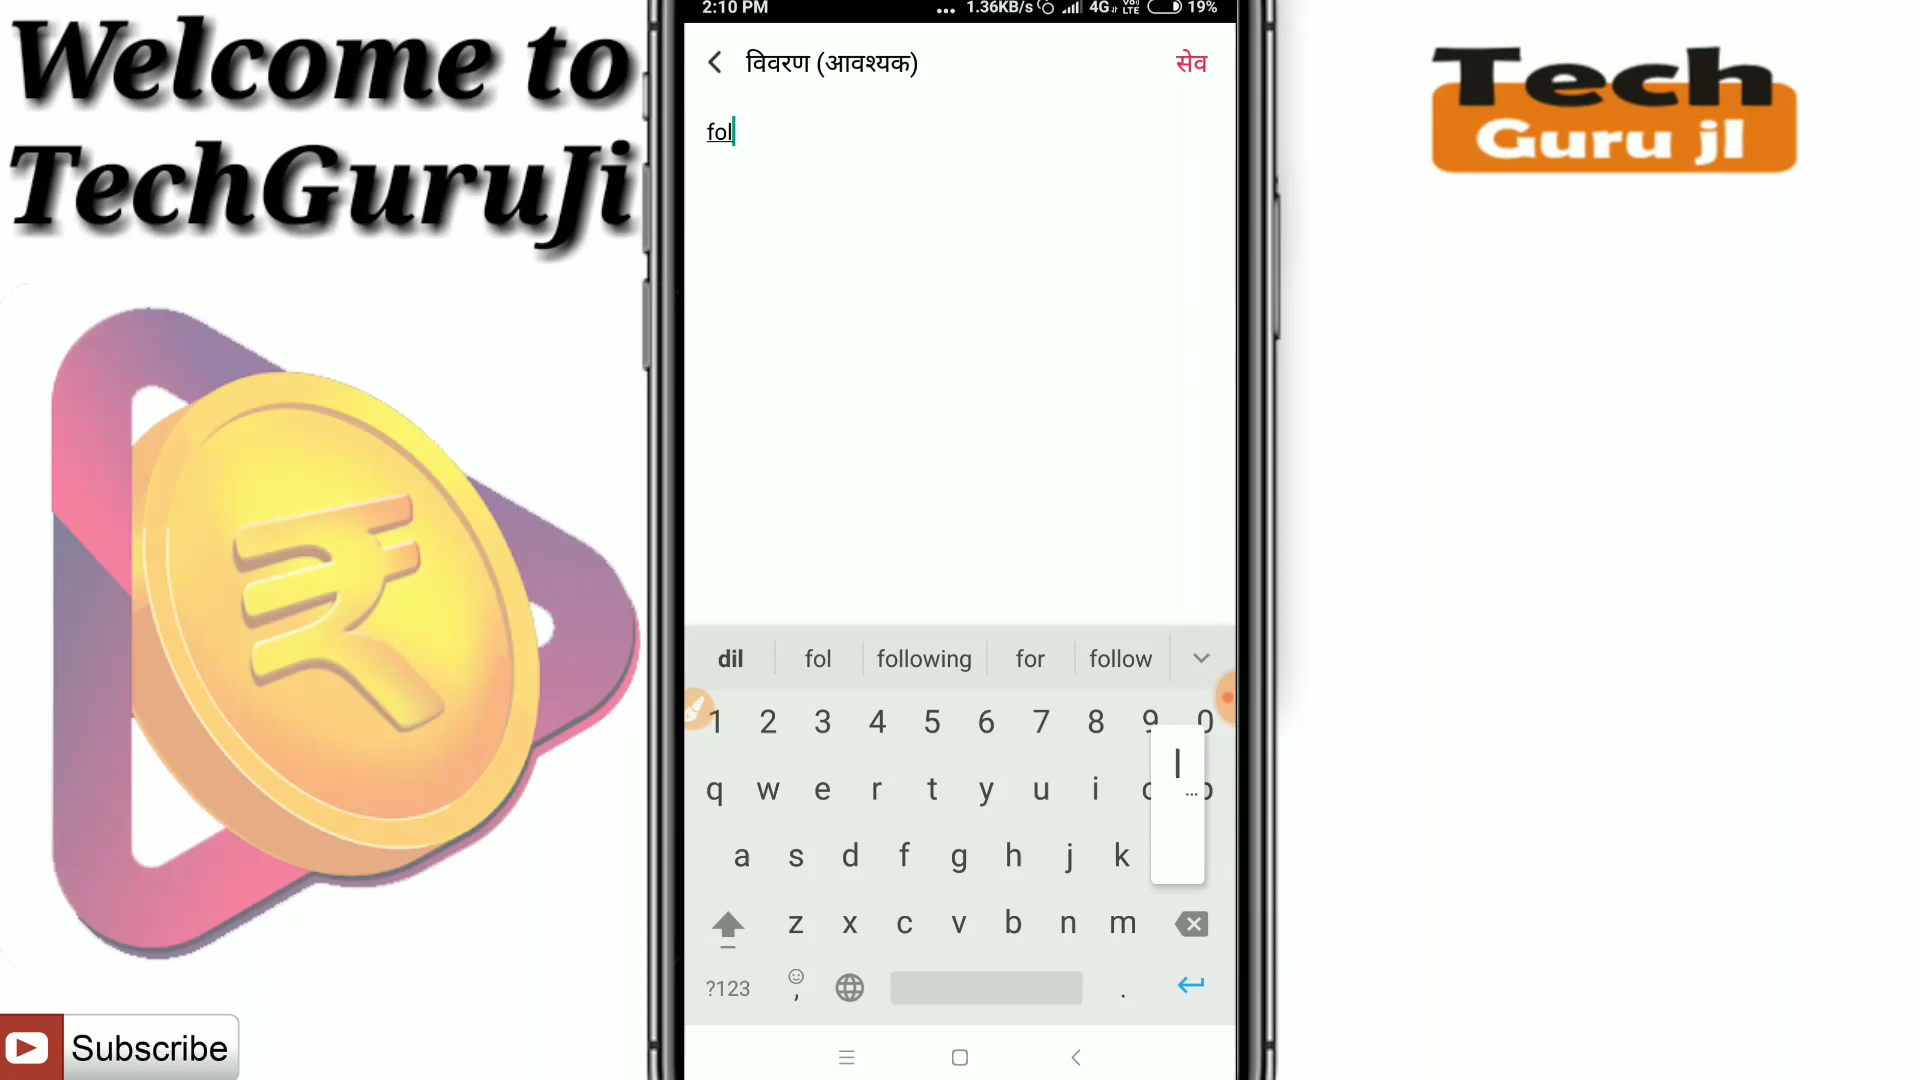 Welcome to
TechGuruJi
Subscribe
2:10 PM
... 1.36KB/s 4G VoLTE 19%
विवरण (आवश्यक)
सेव
fol
dil fol following for follow
1 2 3 4 5 6 7 8 9 0
q w e r t y u i o p
a s d f g h j k l
z x c v b n m
?123 , .
Tech
Guru jI